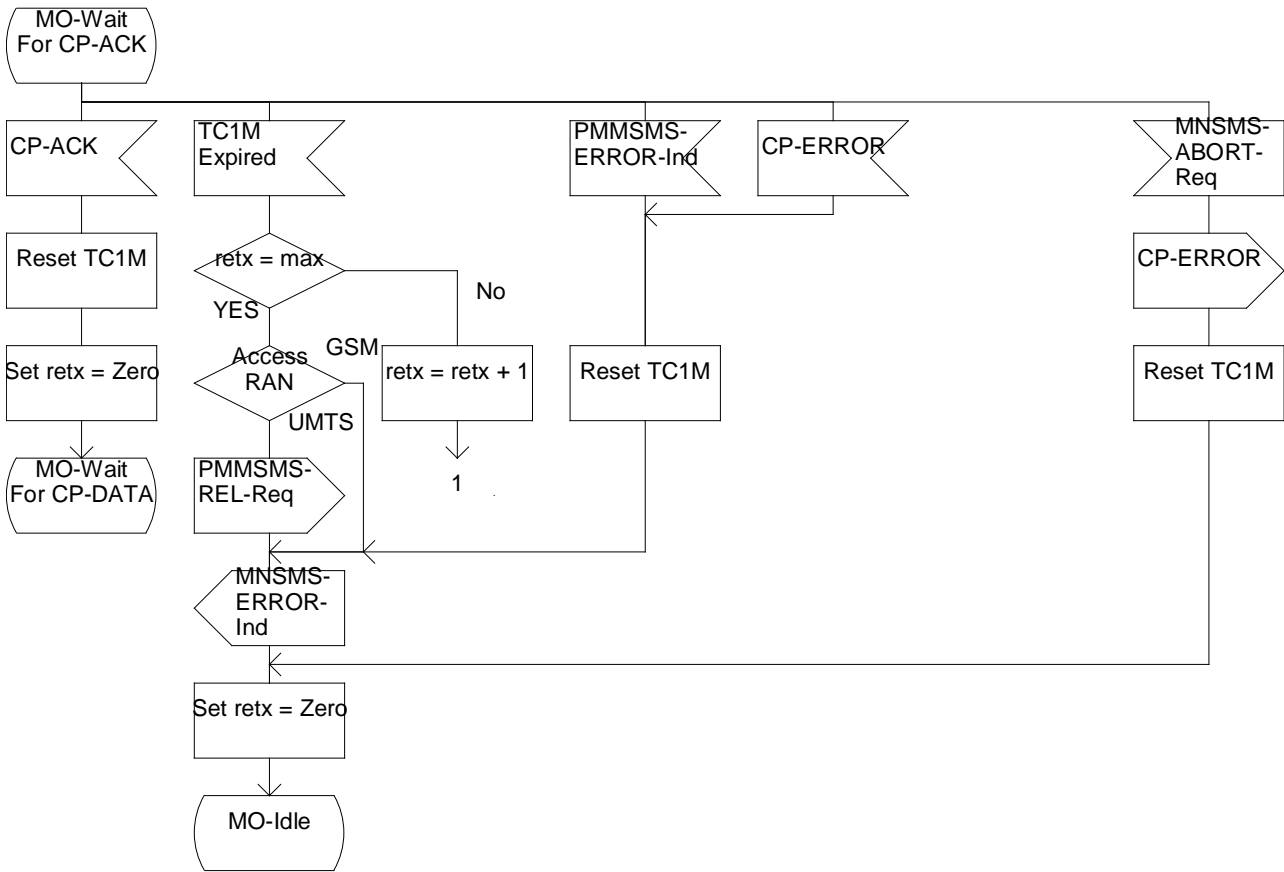 MO-Wait
For CP-ACK
CP-ACK
TC1M
Expired
PMMSMS-
ERROR-Ind
CP-ERROR
MNSMS-
ABORT-
Req
Reset TC1M
retx = max
CP-ERROR
No
YES
Set retx = Zero
Access
RAN
GSM
retx = retx + 1
Reset TC1M
Reset TC1M
UMTS
MO-Wait
For CP-DATA
PMMSMS-
REL-Req
1
MNSMS-
ERROR-
Ind
Set retx = Zero
MO-Idle